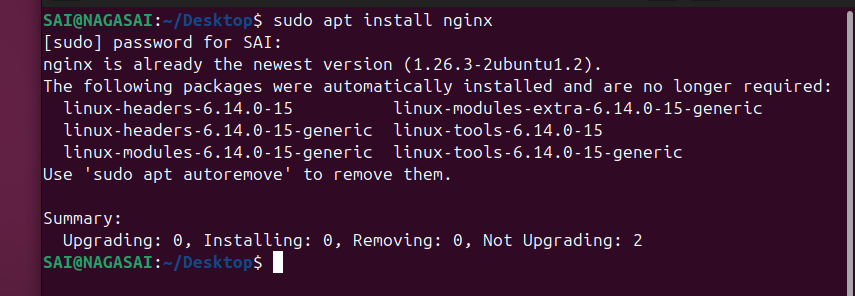 SAI@NAGASAI:~/Desktop$ sudo apt install nginx
[sudo] password for SAI:
nginx is already the newest version (1.26.3-2ubuntu1.2).
The following packages were automatically installed and are no longer required:
  linux-headers-6.14.0-15          linux-modules-extra-6.14.0-15-generic
  linux-headers-6.14.0-15-generic  linux-tools-6.14.0-15
  linux-modules-6.14.0-15-generic  linux-tools-6.14.0-15-generic
Use 'sudo apt autoremove' to remove them.

Summary:
  Upgrading: 0, Installing: 0, Removing: 0, Not Upgrading: 2
SAI@NAGASAI:~/Desktop$